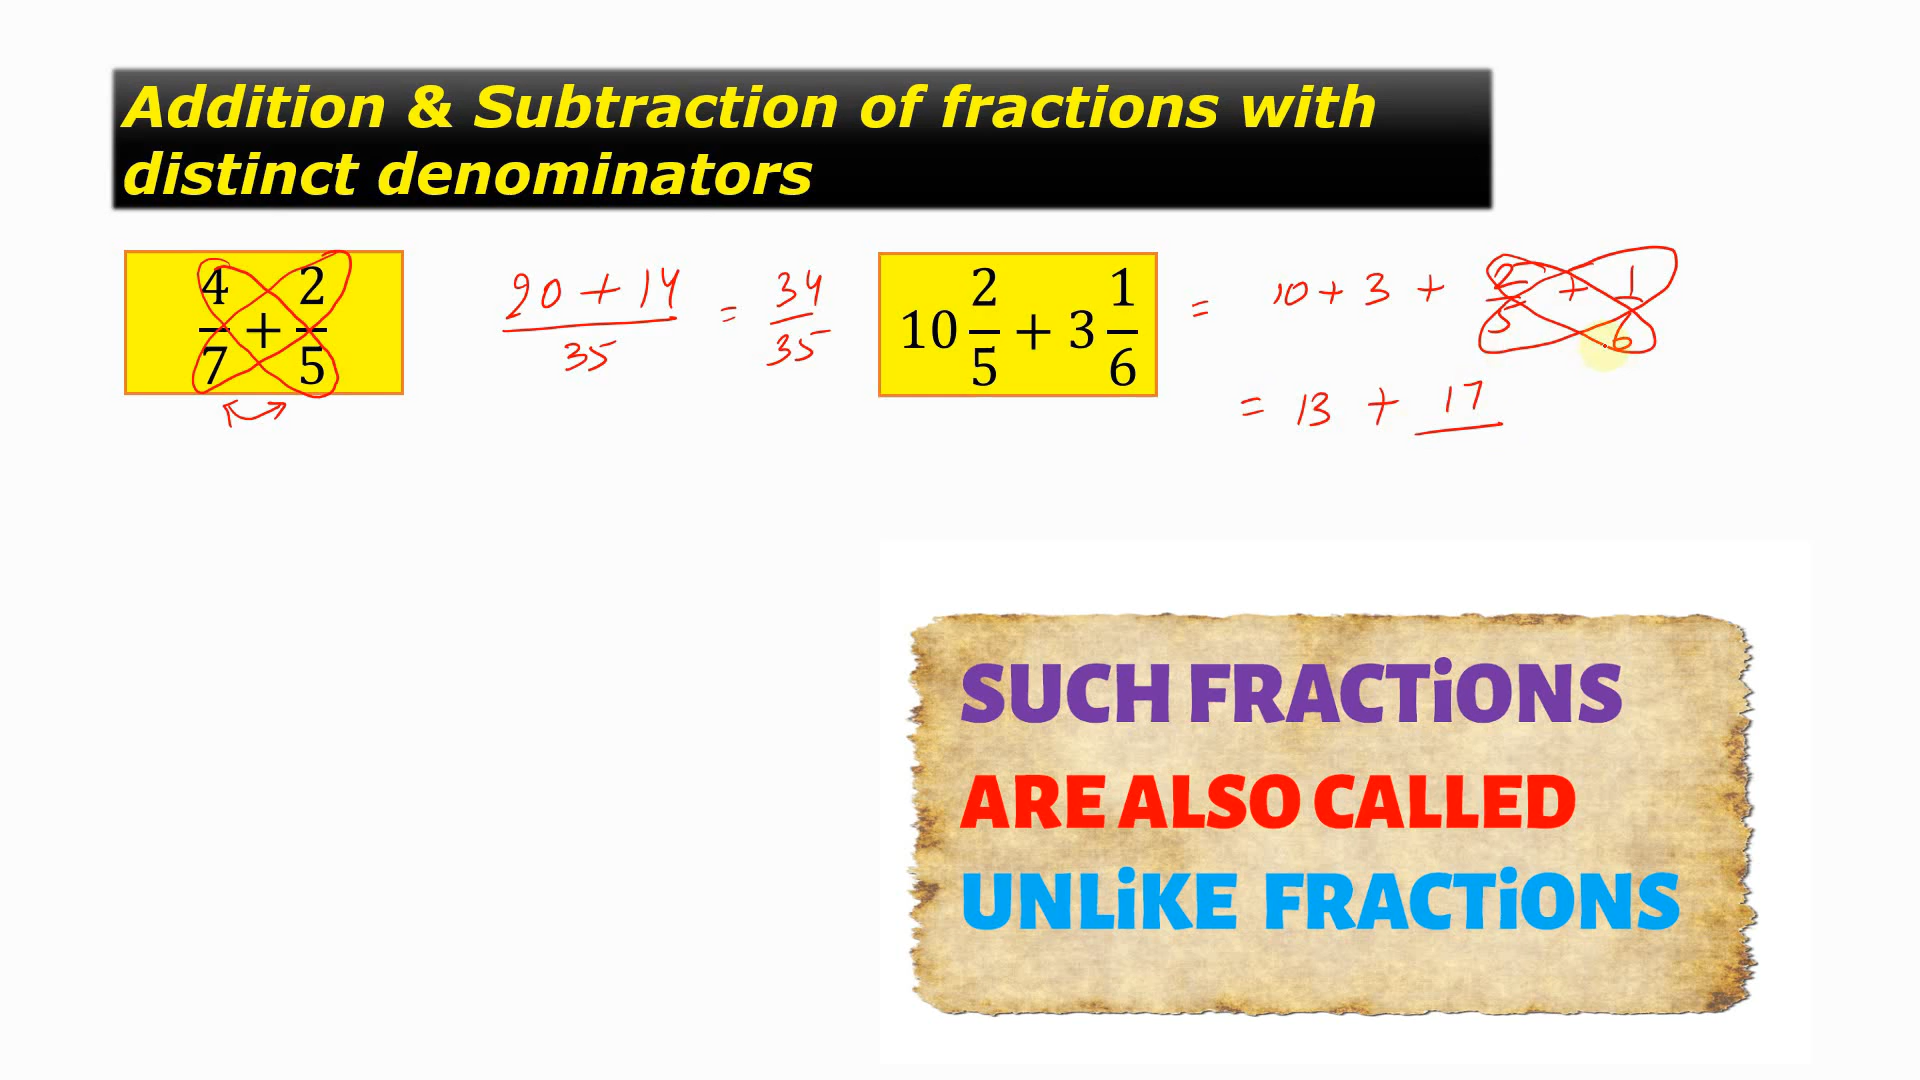 Addition & Subtraction of fractions with
distinct denominators
4/7 + 2/5
20 + 14 / 35 = 34/35
10 2/5 + 3 1/6
= 10 + 3 + 2/5 + 1/6
= 13 + 17/
SUCH FRACTiONS
ARE ALSO CALLED
UNLiKE FRACTiONS